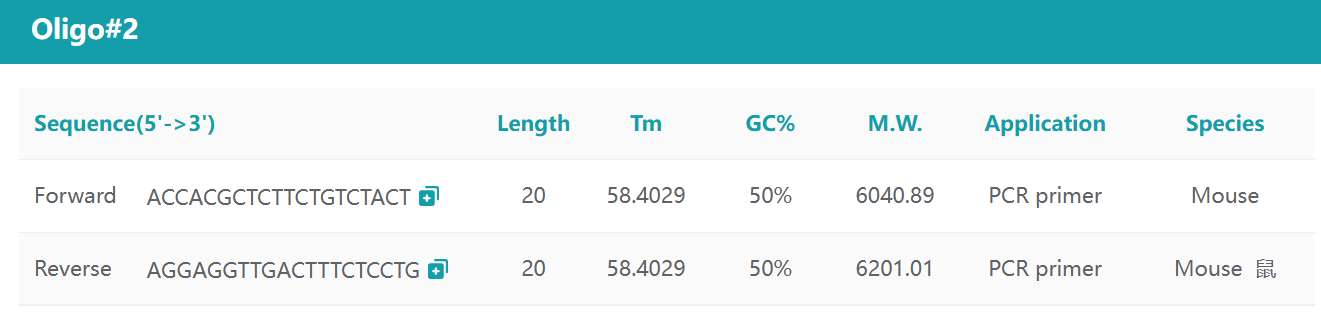 Oligo#2
Sequence(5'->3') Length Tm GC% M.W. Application Species
Forward ACCACGCTCTTCTGTCTACT 20 58.4029 50% 6040.89 PCR primer Mouse
Reverse AGGAGGTTGACTTTCTCCTG 20 58.4029 50% 6201.01 PCR primer Mouse 鼠